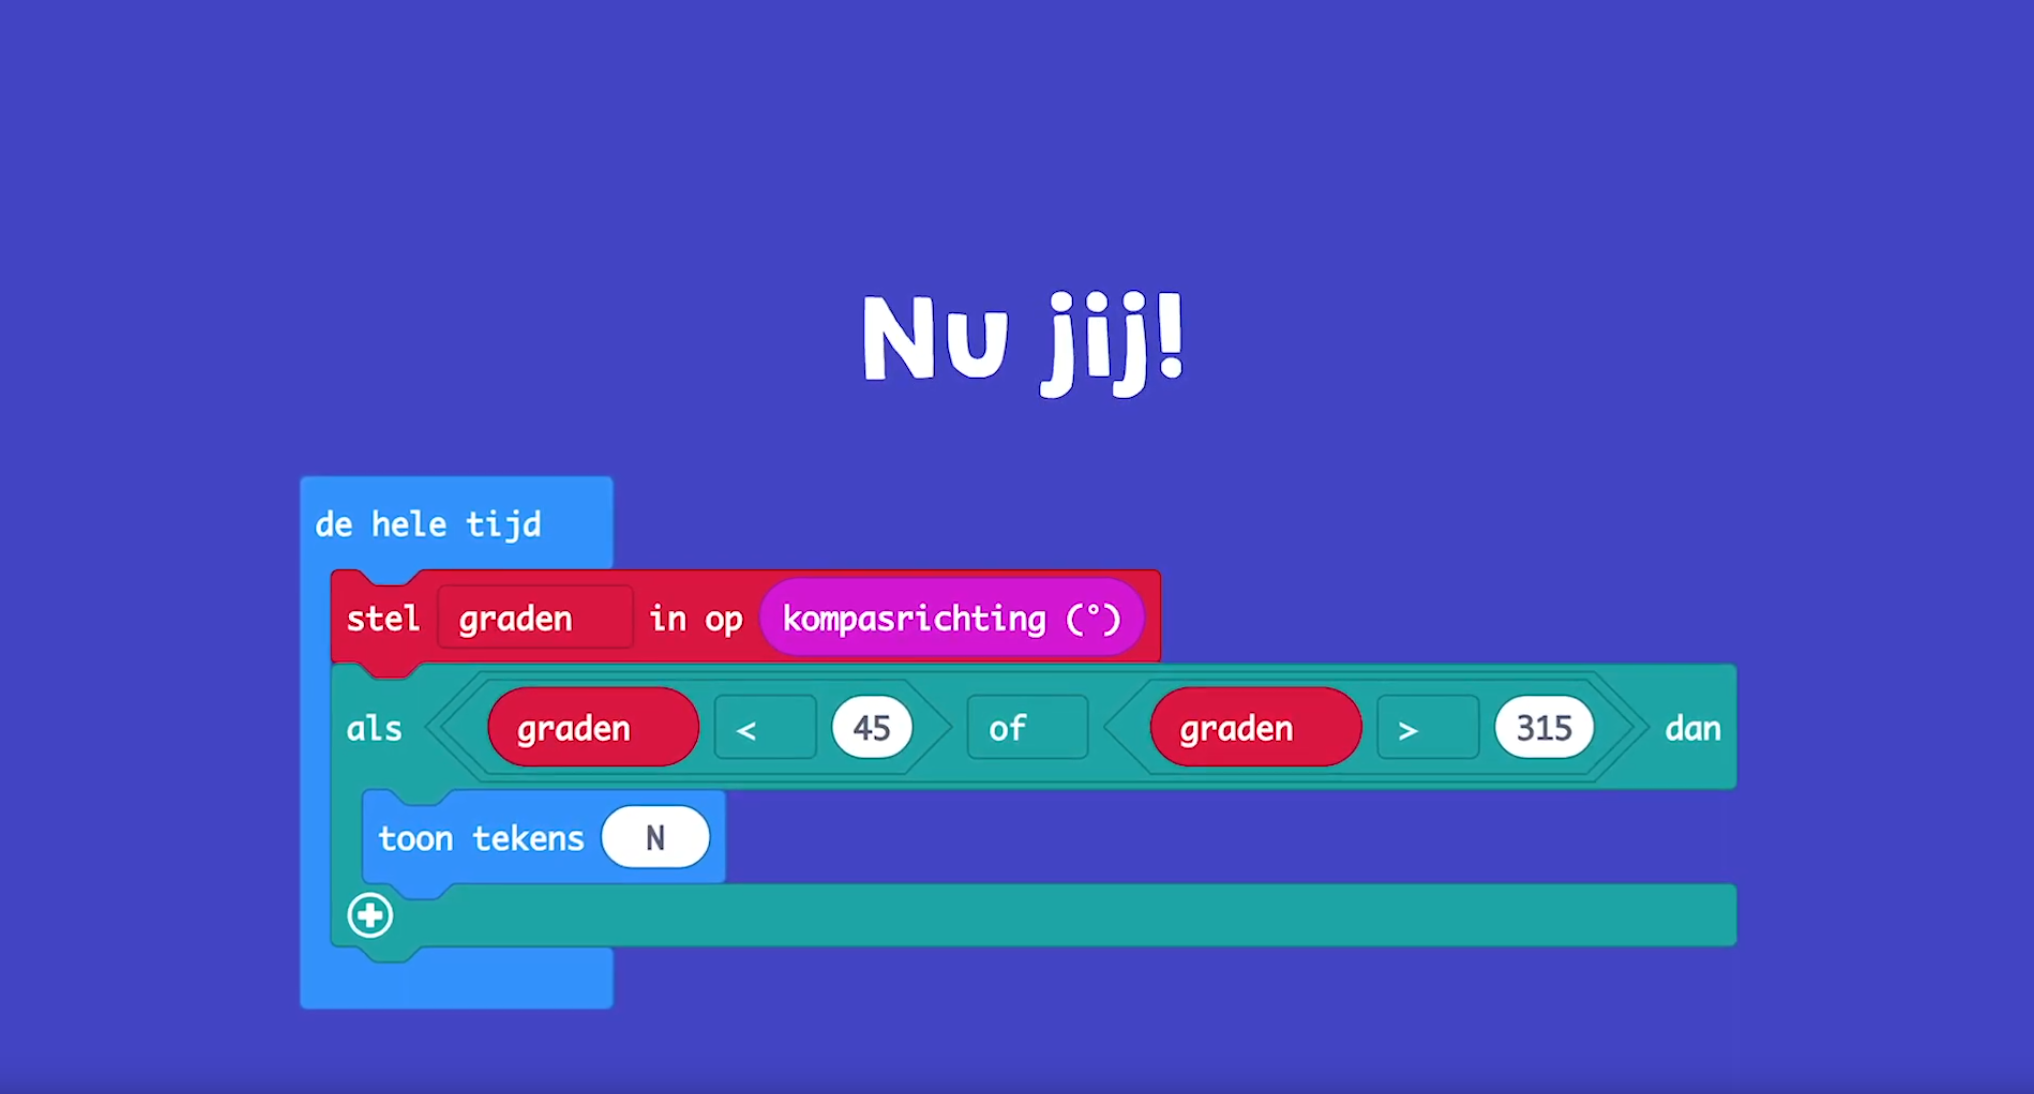 Nu jij!
de hele tijd
stel graden in op kompasrichting (°)
als graden < 45 of graden > 315 dan
toon tekens N